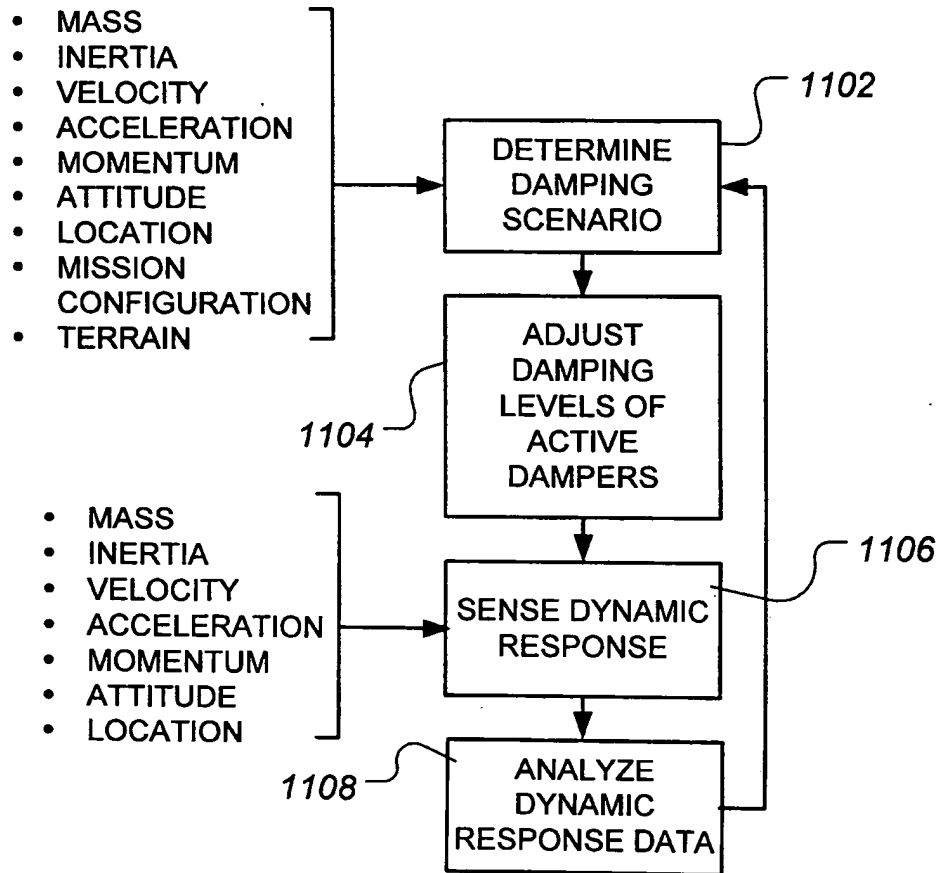 • MASS
• INERTIA
• VELOCITY
• ACCELERATION
• MOMENTUM
• ATTITUDE
• LOCATION
• MISSION
CONFIGURATION
• TERRAIN
1102
DETERMINE
DAMPING
SCENARIO
ADJUST
DAMPING
LEVELS OF
ACTIVE
DAMPERS
1104
• MASS
• INERTIA
• VELOCITY
• ACCELERATION
• MOMENTUM
• ATTITUDE
• LOCATION
1106
SENSE DYNAMIC
RESPONSE
1108
ANALYZE
DYNAMIC
RESPONSE DATA